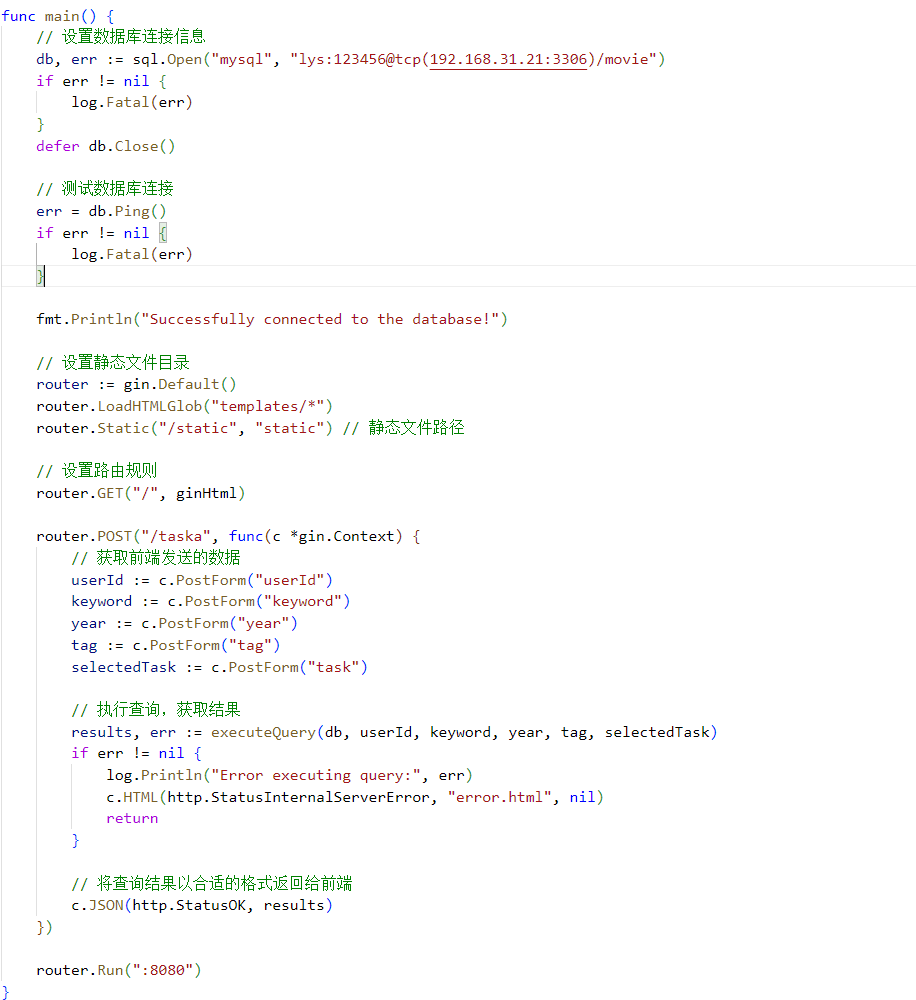 func main() {
    // 设置数据库连接信息
    db, err := sql.Open("mysql", "lys:123456@tcp(192.168.31.21:3306)/movie")
    if err != nil {
        log.Fatal(err)
    }
    defer db.Close()

    // 测试数据库连接
    err = db.Ping()
    if err != nil {
        log.Fatal(err)
    }

    fmt.Println("Successfully connected to the database!")

    // 设置静态文件目录
    router := gin.Default()
    router.LoadHTMLGlob("templates/*")
    router.Static("/static", "static") // 静态文件路径

    // 设置路由规则
    router.GET("/", ginHtml)

    router.POST("/taska", func(c *gin.Context) {
        // 获取前端发送的数据
        userId := c.PostForm("userId")
        keyword := c.PostForm("keyword")
        year := c.PostForm("year")
        tag := c.PostForm("tag")
        selectedTask := c.PostForm("task")

        // 执行查询，获取结果
        results, err := executeQuery(db, userId, keyword, year, tag, selectedTask)
        if err != nil {
            log.Println("Error executing query:", err)
            c.HTML(http.StatusInternalServerError, "error.html", nil)
            return
        }

        // 将查询结果以合适的格式返回给前端
        c.JSON(http.StatusOK, results)
    })

    router.Run(":8080")
}